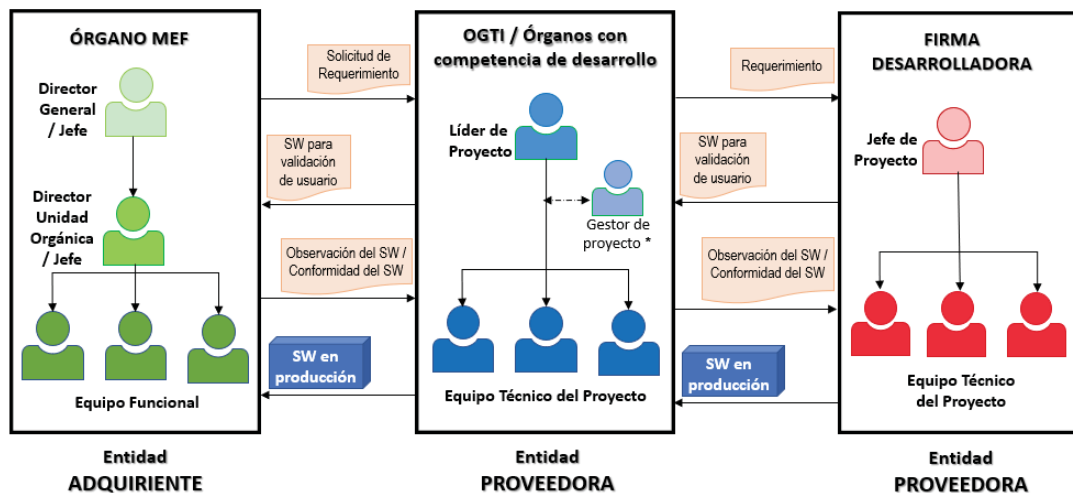 ÓRGANO MEF
Director
General
/ Jefe
Director
Unidad
Orgánica
/ Jefe
Equipo Funcional
Entidad
ADQUIRIENTE
Solicitud de
Requerimiento
SW para
validación
de usuario
Observación del SW /
Conformidad del SW
SW en
producción
OGTI / Órganos con
competencia de desarrollo
Líder de
Proyecto
Gestor de
proyecto *
Equipo Técnico del Proyecto
Entidad
PROVEEDORA
Requerimiento
SW para
validación
de usuario
Observación del SW /
Conformidad del SW
SW en
producción
FIRMA
DESARROLLADORA
Jefe de
Proyecto
Equipo Técnico
del Proyecto
Entidad
PROVEEDORA